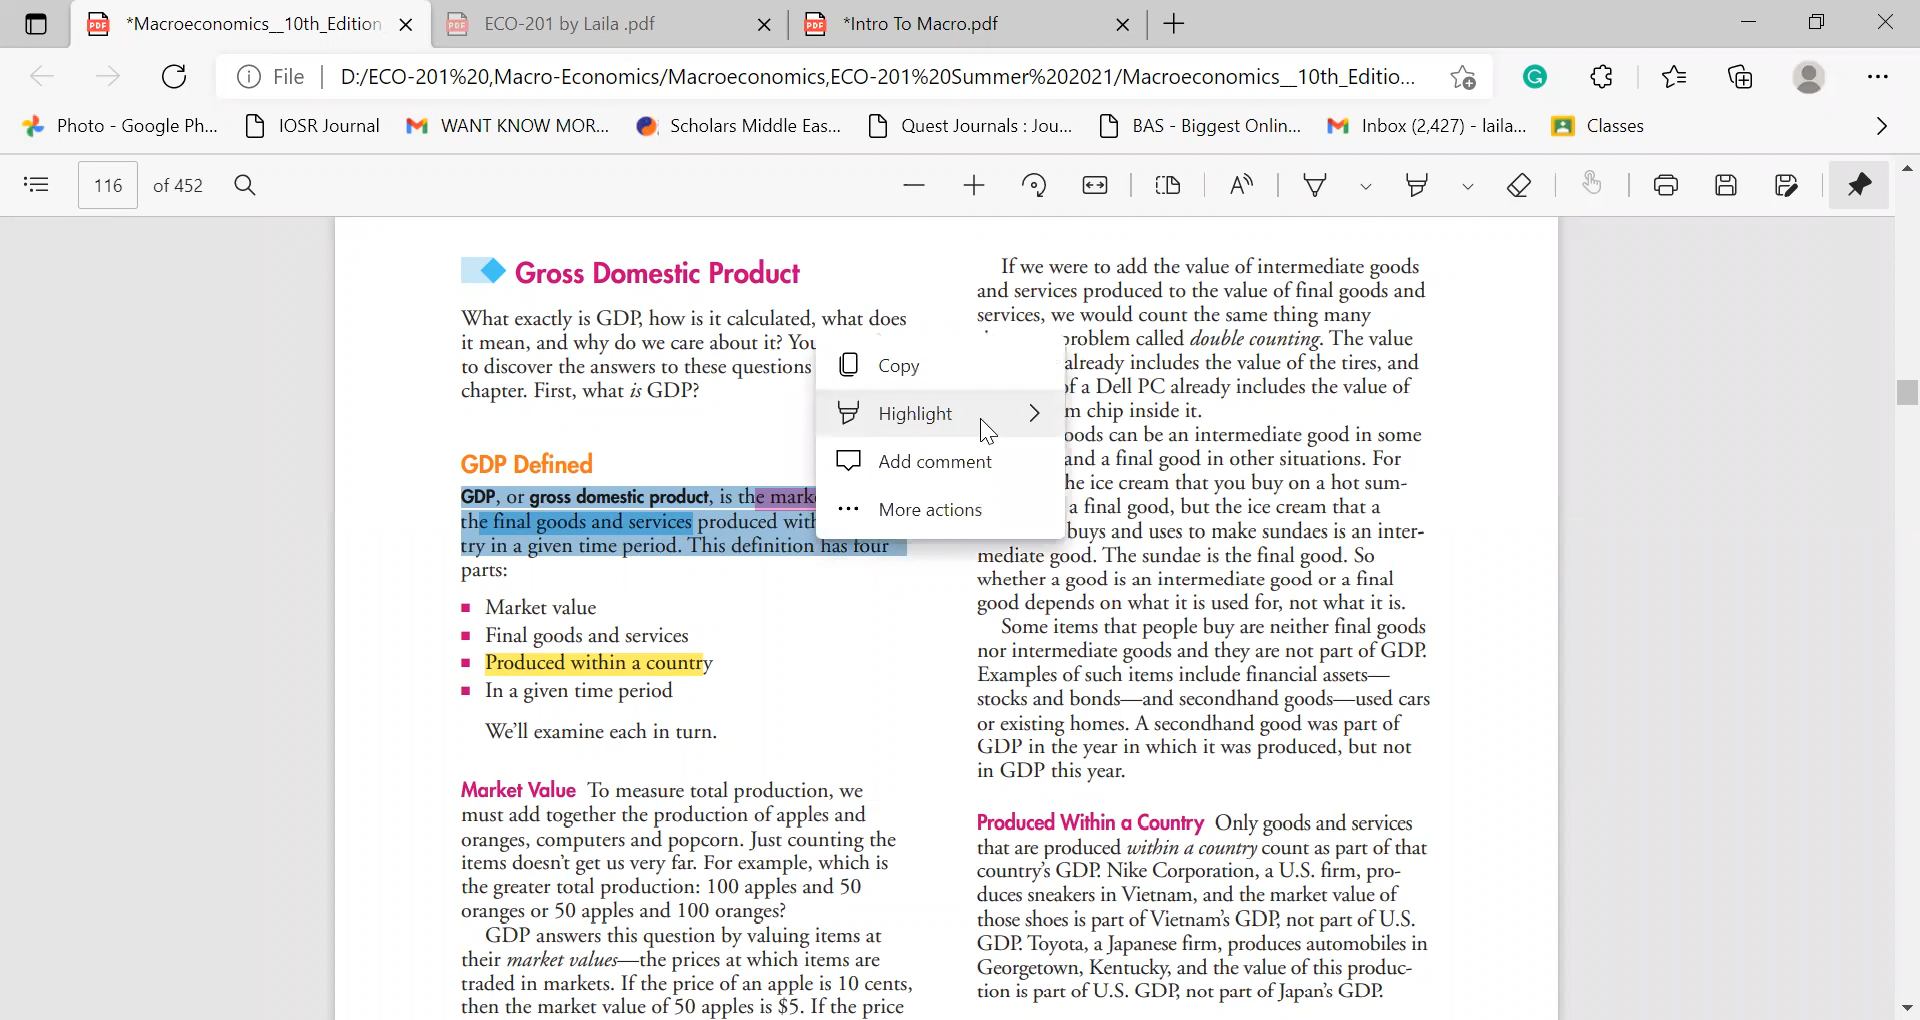 *Macroeconomics__10th_Edition
ECO-201 by Laila .pdf
*Intro To Macro.pdf
File
D:/ECO-201%20,Macro-Economics/Macroeconomics,ECO-201%20Summer%202021/Macroeconomics__10th_Editio...
Photo - Google Ph...
IOSR Journal
WANT KNOW MOR...
Scholars Middle Eas...
Quest Journals : Jou...
BAS - Biggest Onlin...
Inbox (2,427) - laila...
Classes
116 of 452
Gross Domestic Product
What exactly is GDP, how is it calculated, what does
it mean, and why do we care about it? You
to discover the answers to these questions
chapter. First, what is GDP?
GDP Defined
GDP, or gross domestic product, is the mark
the final goods and services produced with
try in a given time period. This definition has four
parts:
Market value
Final goods and services
Produced within a country
In a given time period
We'll examine each in turn.
Market Value To measure total production, we
must add together the production of apples and
oranges, computers and popcorn. Just counting the
items doesn't get us very far. For example, which is
the greater total production: 100 apples and 50
oranges or 50 apples and 100 oranges?
GDP answers this question by valuing items at
their market values—the prices at which items are
traded in markets. If the price of an apple is 10 cents,
then the market value of 50 apples is $5. If the price
Copy
Highlight
Add comment
More actions
If we were to add the value of intermediate goods
and services produced to the value of final goods and
services, we would count the same thing many
problem called double counting. The value
already includes the value of the tires, and
of a Dell PC already includes the value of
m chip inside it.
oods can be an intermediate good in some
and a final good in other situations. For
he ice cream that you buy on a hot sum-
a final good, but the ice cream that a
buys and uses to make sundaes is an inter-
mediate good. The sundae is the final good. So
whether a good is an intermediate good or a final
good depends on what it is used for, not what it is.
Some items that people buy are neither final goods
nor intermediate goods and they are not part of GDP.
Examples of such items include financial assets—
stocks and bonds—and secondhand goods—used cars
or existing homes. A secondhand good was part of
GDP in the year in which it was produced, but not
in GDP this year.
Produced Within a Country Only goods and services
that are produced within a country count as part of that
country's GDP. Nike Corporation, a U.S. firm, pro-
duces sneakers in Vietnam, and the market value of
those shoes is part of Vietnam's GDP, not part of U.S.
GDP. Toyota, a Japanese firm, produces automobiles in
Georgetown, Kentucky, and the value of this produc-
tion is part of U.S. GDP, not part of Japan's GDP.